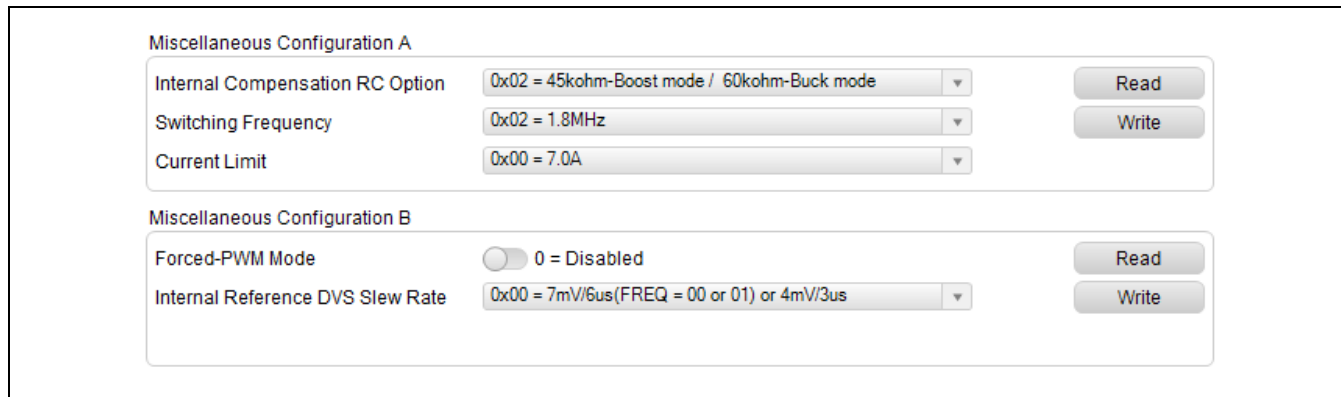 Miscellaneous Configuration A
Internal Compensation RC Option 0x02 = 45kohm-Boost mode / 60kohm-Buck mode Read
Switching Frequency 0x02 = 1.8MHz Write
Current Limit 0x00 = 7.0A
Miscellaneous Configuration B
Forced-PWM Mode 0 = Disabled Read
Internal Reference DVS Slew Rate 0x00 = 7mV/6us(FREQ = 00 or 01) or 4mV/3us Write